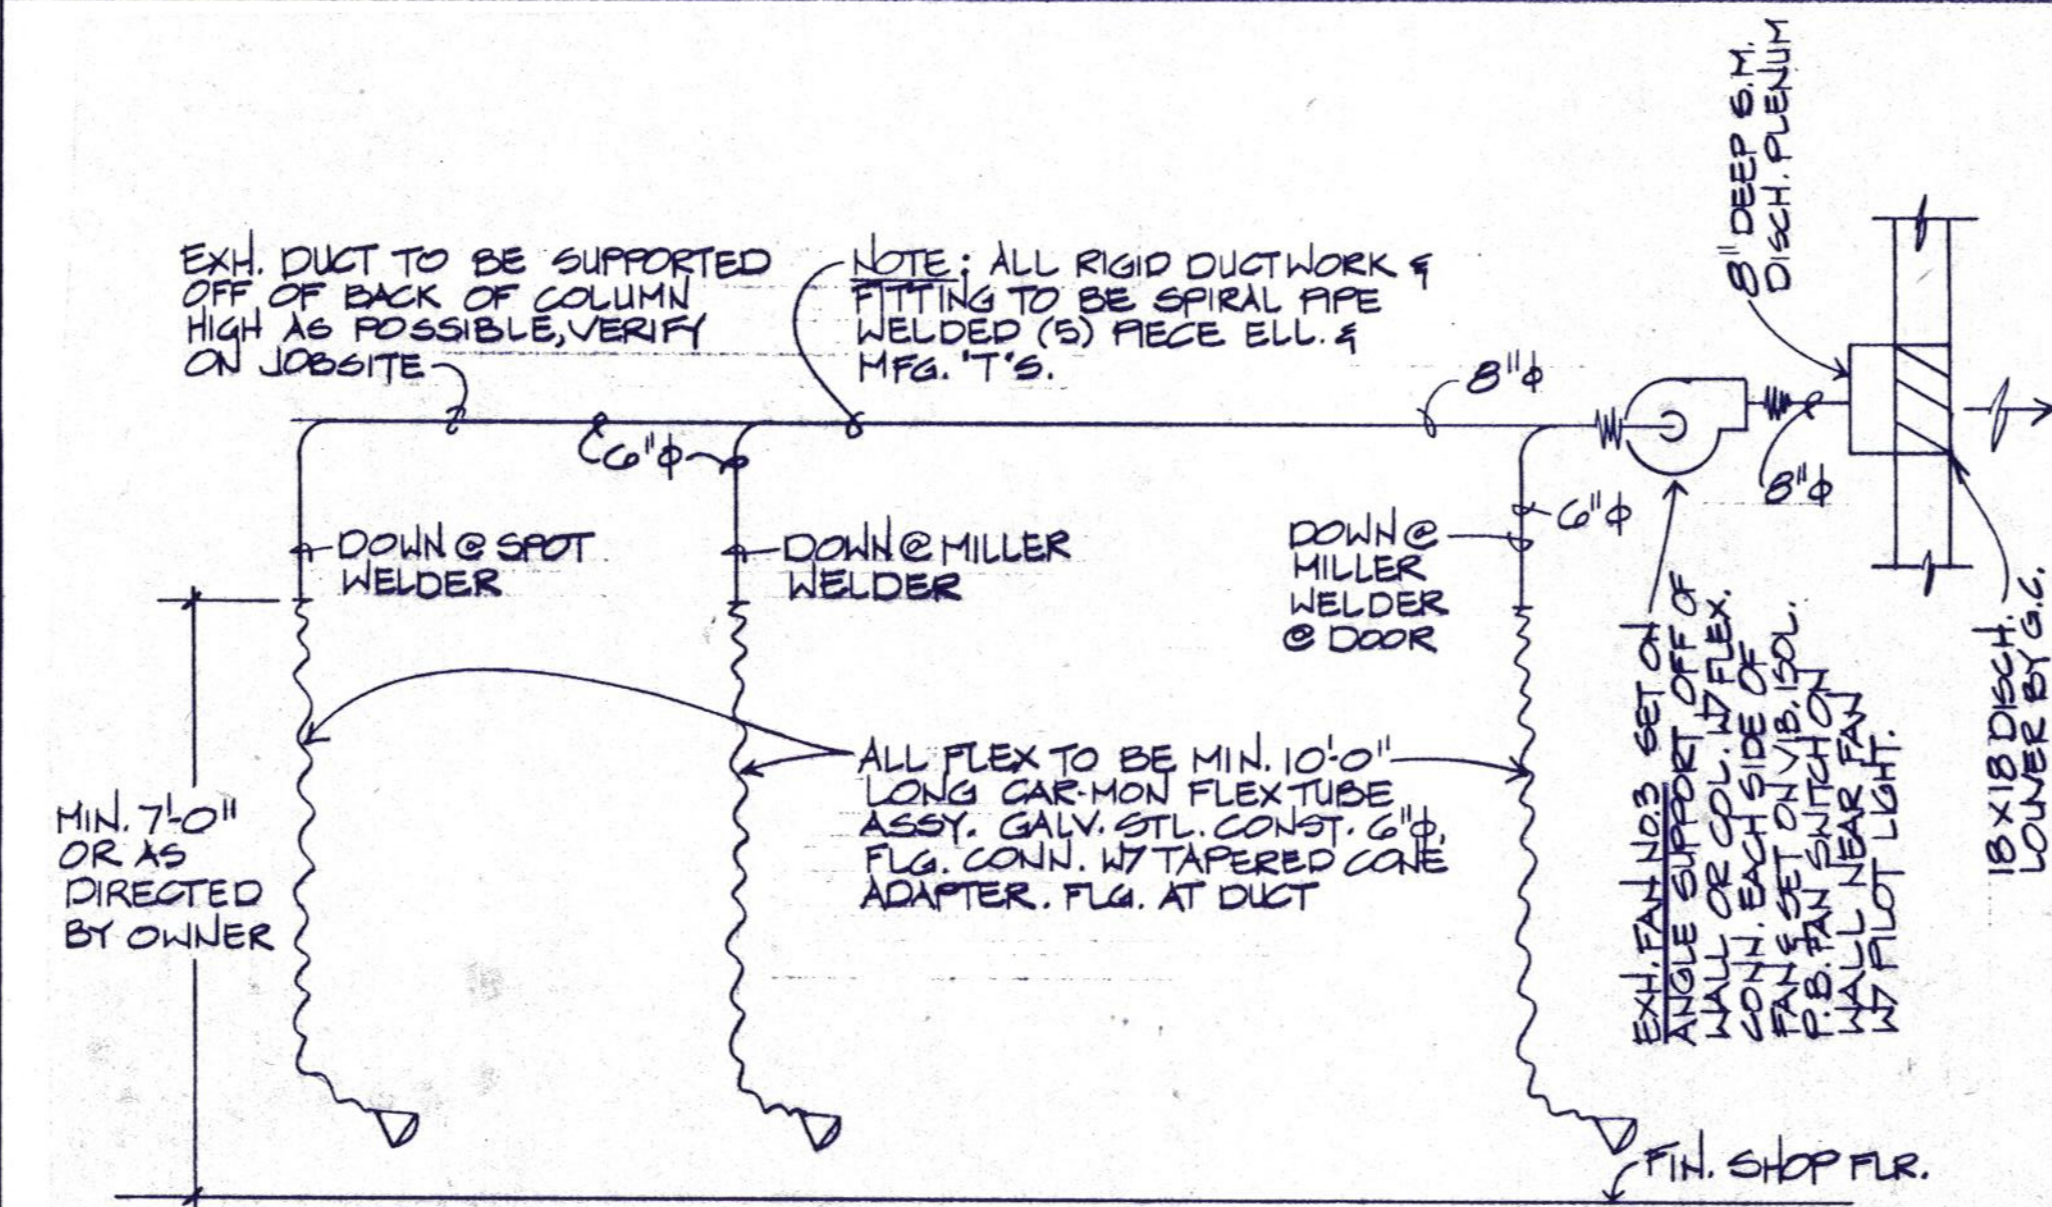 EXH. DUCT TO BE SUPPORTED
OFF OF BACK OF COLUMN
HIGH AS POSSIBLE, VERIFY
ON JOBSITE
NOTE: ALL RIGID DUCTWORK &
FITTING TO BE SPIRAL PIPE
WELDED (5) PIECE ELL. &
MFG. 'T'S.
8" DEEP S.M.
DISCH. PLENUM
8"φ
6"φ
8"φ
6"φ
DOWN @ SPOT
WELDER
DOWN @ MILLER
WELDER
DOWN @
MILLER
WELDER
@ DOOR
MIN. 7'-0"
OR AS
DIRECTED
BY OWNER
ALL FLEX TO BE MIN. 10'-0"
LONG CAR-MON FLEX TUBE
ASSY. GALV. STL. CONST. 6"φ,
FLG. CONN. W/ TAPERED CONE
ADAPTER. FLG. AT DUCT
EXH. FAN NO.3 SET ON
ANGLE SUPPORT OFF OF
WALL OR COL. W/ FLEX.
CONN. EACH SIDE OF
FAN & SET ON VIB. ISOL.
P.B. FAN SWITCH ON
WALL NEAR FAN
W/ PILOT LIGHT.
18X18 DISCH.
LOUVER BY G.C.
FIN. SHOP FLR.